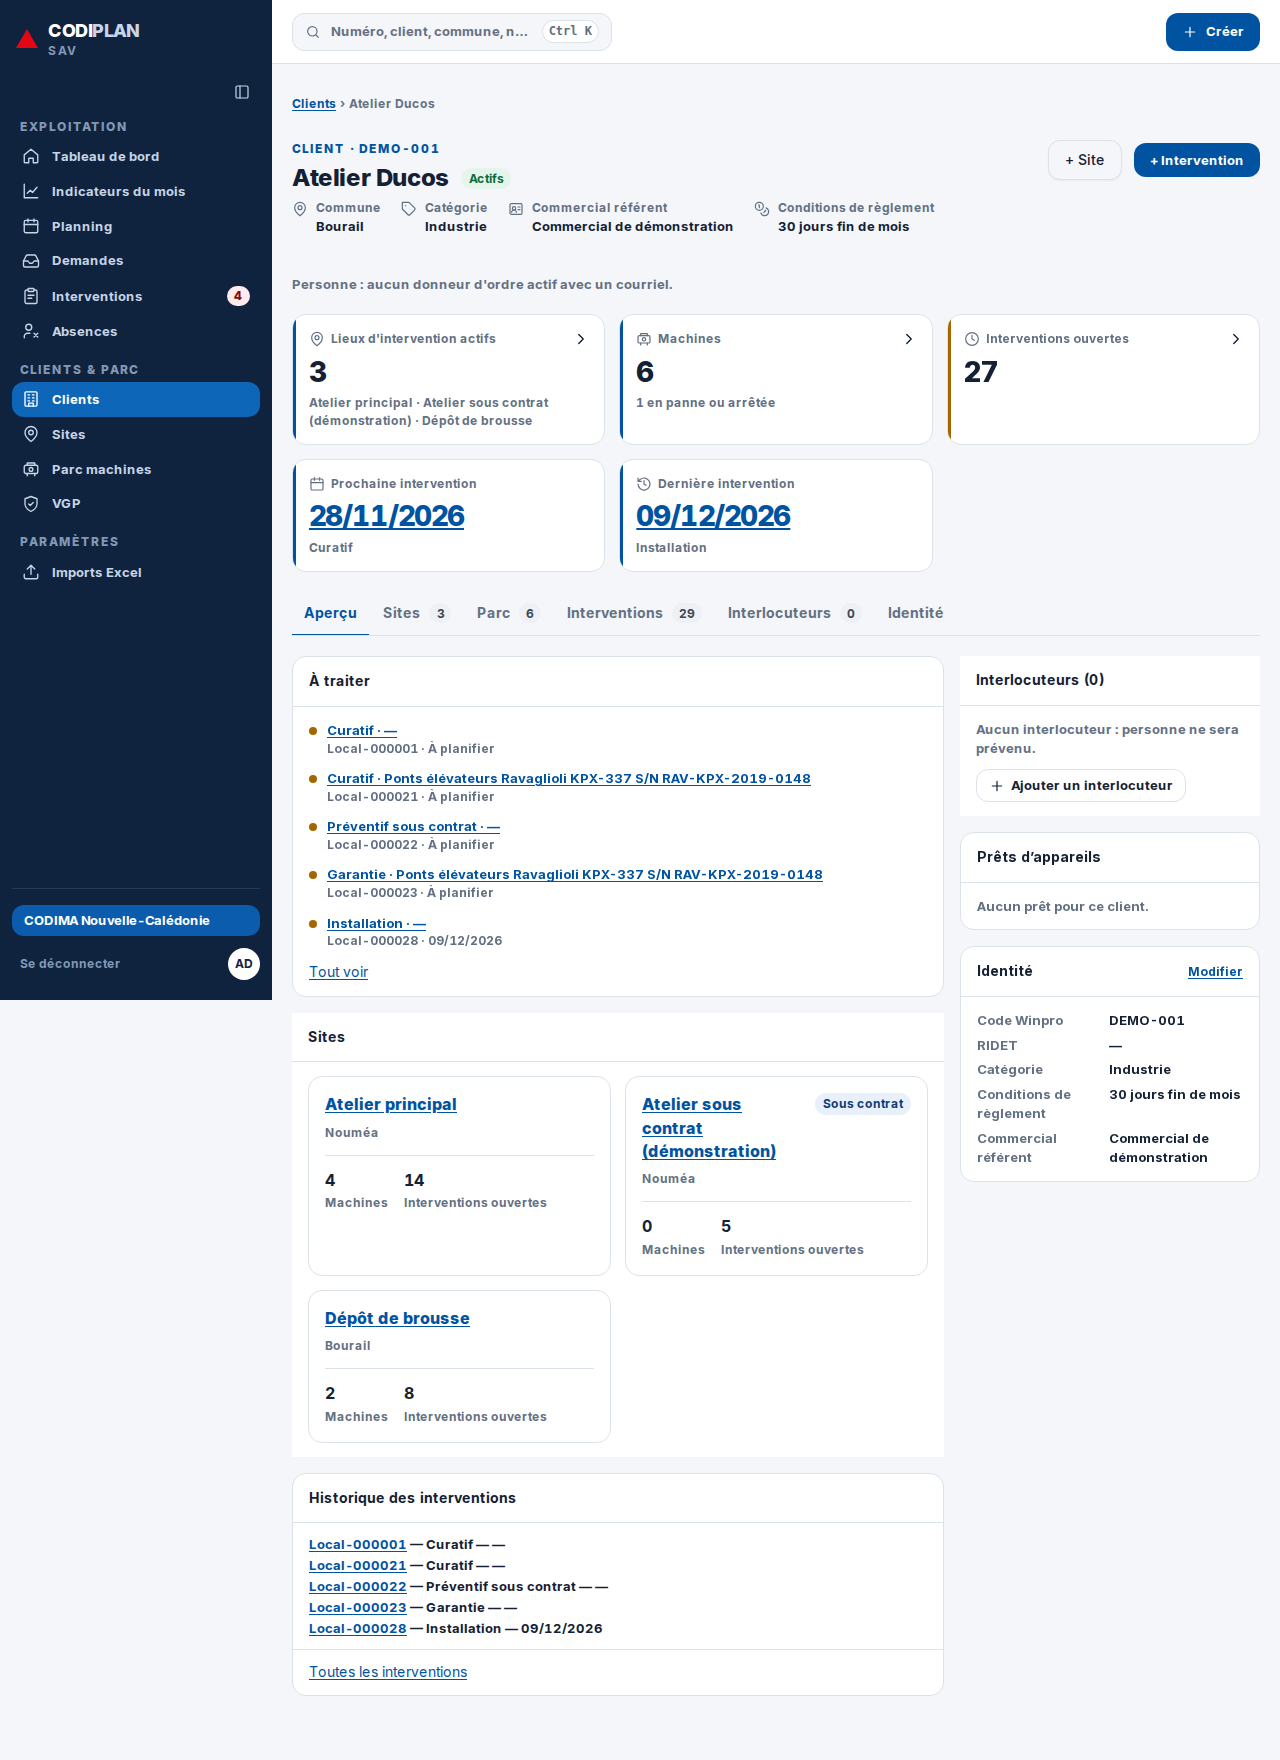 CODIPLAN
SAV
EXPLOITATION
Tableau de bord
Indicateurs du mois
Planning
Demandes
Interventions 4
Absences
CLIENTS & PARC
Clients
Sites
Parc machines
VGP
PARAMÈTRES
Imports Excel
CODIMA Nouvelle-Calédonie
Se déconnecter AD
Numéro, client, commune, n… Ctrl K
Créer
Clients › Atelier Ducos
CLIENT · DEMO-001
Atelier Ducos Actifs
+ Site + Intervention
Commune Catégorie Commercial référent Conditions de règlement
Bourail Industrie Commercial de démonstration 30 jours fin de mois
Personne : aucun donneur d'ordre actif avec un courriel.
Lieux d'intervention actifs
3
Atelier principal · Atelier sous contrat
(démonstration) · Dépôt de brousse
Machines
6
1 en panne ou arrêtée
Interventions ouvertes
27
Prochaine intervention
28/11/2026
Curatif
Dernière intervention
09/12/2026
Installation
Aperçu Sites 3 Parc 6 Interventions 29 Interlocuteurs 0 Identité
À traiter
Curatif · —
Local-000001 · À planifier
Curatif · Ponts élévateurs Ravaglioli KPX-337 S/N RAV-KPX-2019-0148
Local-000021 · À planifier
Préventif sous contrat · —
Local-000022 · À planifier
Garantie · Ponts élévateurs Ravaglioli KPX-337 S/N RAV-KPX-2019-0148
Local-000023 · À planifier
Installation · —
Local-000028 · 09/12/2026
Tout voir
Sites
Atelier principal
Nouméa
4 14
Machines Interventions ouvertes
Atelier sous
contrat
(démonstration)
Sous contrat
Nouméa
0 5
Machines Interventions ouvertes
Dépôt de brousse
Bourail
2 8
Machines Interventions ouvertes
Historique des interventions
Local-000001 — Curatif — —
Local-000021 — Curatif — —
Local-000022 — Préventif sous contrat — —
Local-000023 — Garantie — —
Local-000028 — Installation — 09/12/2026
Toutes les interventions
Interlocuteurs (0)
Aucun interlocuteur : personne ne sera
prévenu.
Ajouter un interlocuteur
Prêts d’appareils
Aucun prêt pour ce client.
Identité Modifier
Code Winpro DEMO-001
RIDET —
Catégorie Industrie
Conditions de 30 jours fin de mois
règlement
Commercial Commercial de
référent démonstration